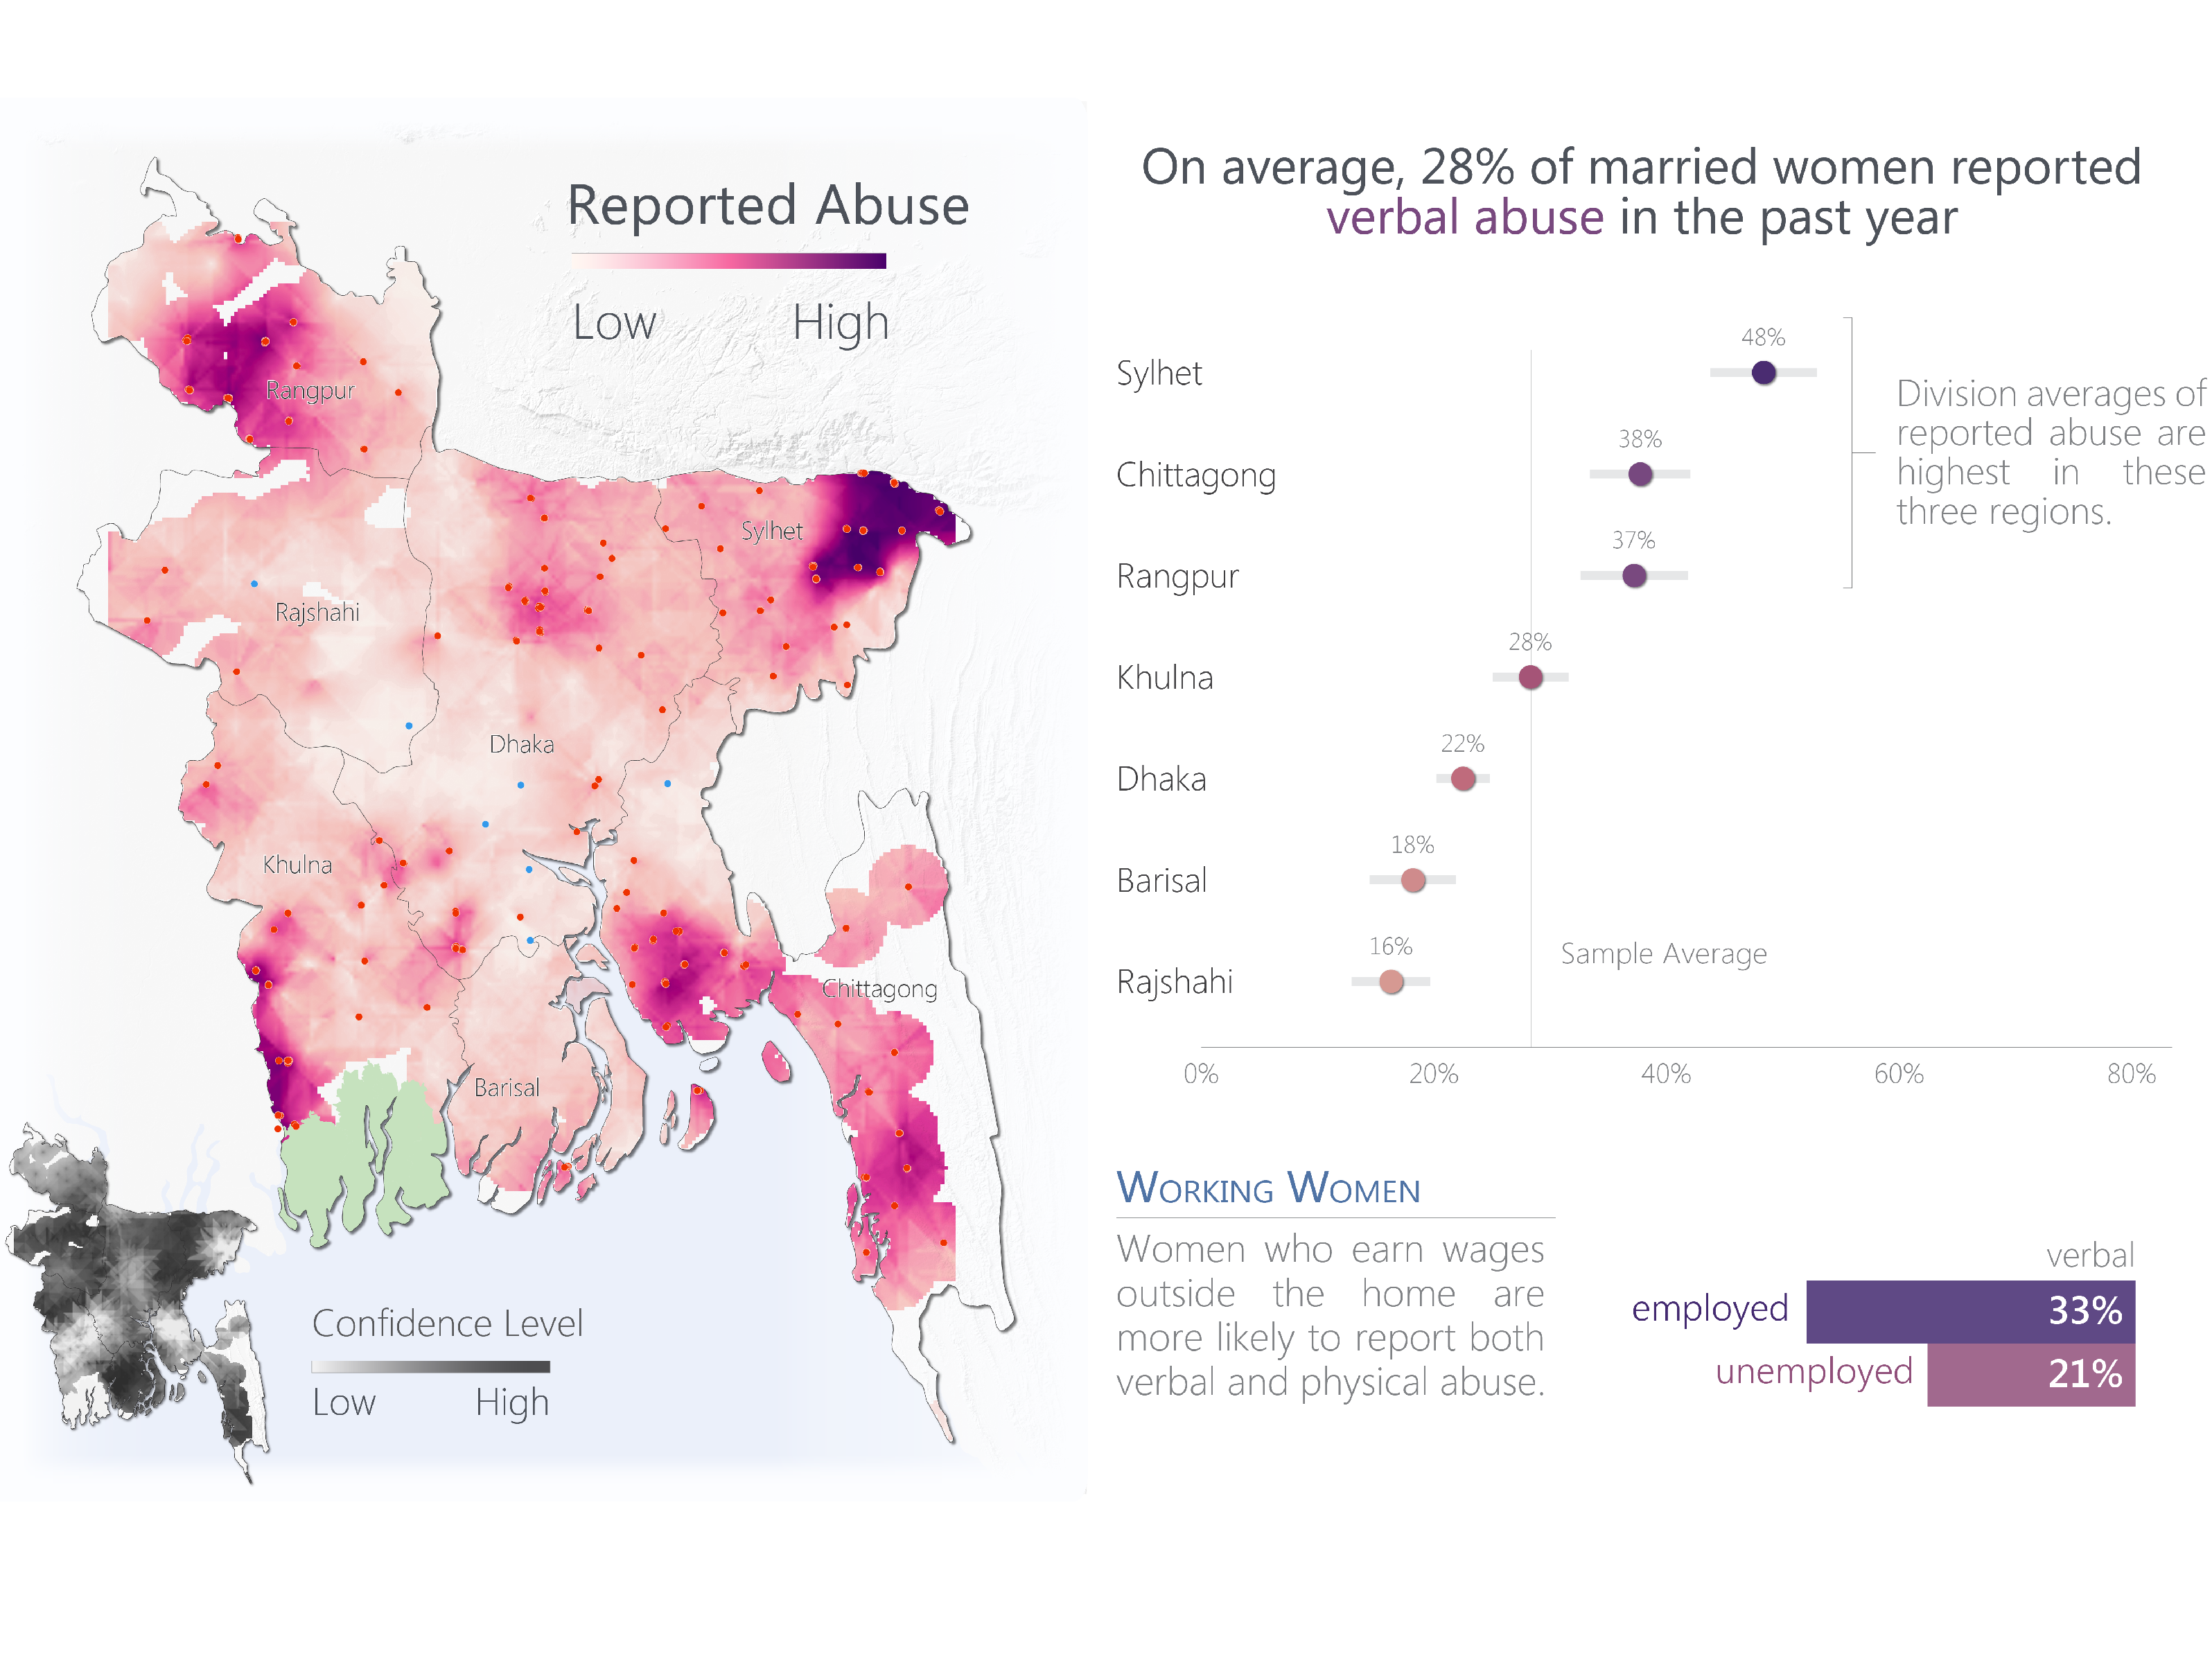 Reported Abuse
Low High
Rangpur
Sylhet
Rajshahi
Dhaka
Khulna
Chittagong
Barisal
Confidence Level
Low High
On average, 28% of married women reported
verbal abuse in the past year
48%
Sylhet
38%
Chittagong
37%
Rangpur
28%
Khulna
22%
Dhaka
18%
Barisal
16%
Rajshahi
Division averages of
reported abuse are
highest in these
three regions.
Sample Average
0% 20% 40% 60% 80%
WORKING WOMEN
Women who earn wages
outside the home are
more likely to report both
verbal and physical abuse.
verbal
employed 33%
unemployed 21%